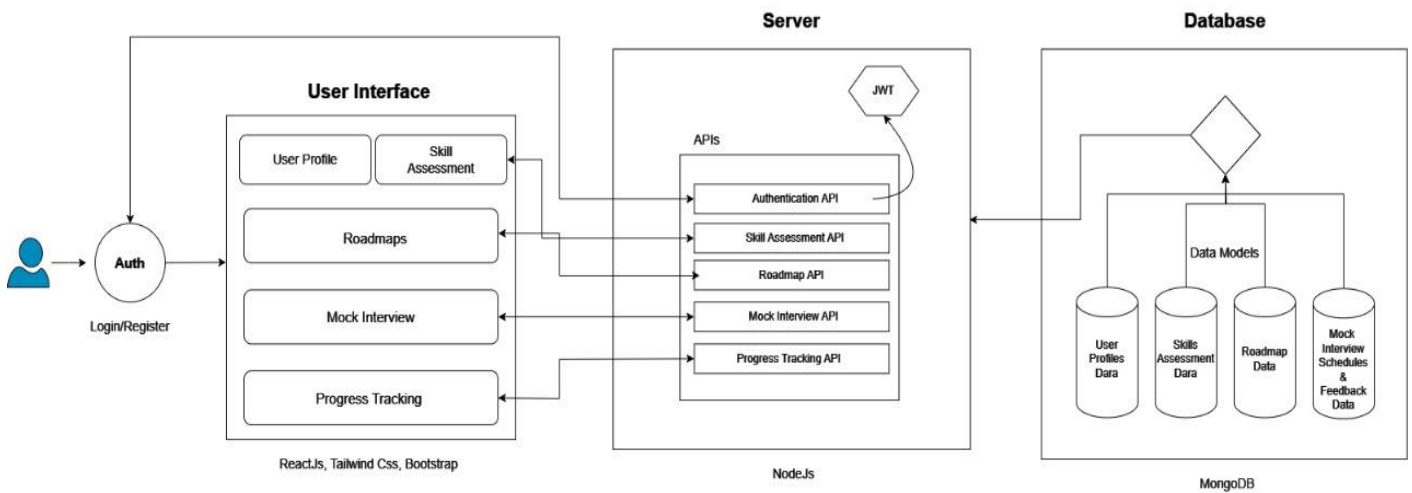 Server
Database
User Interface
JWT
APIs
User Profile
Skill
Assessment
Authentication API
Roadmaps
Skill Assessment API
Data Models
Auth
Roadmap API
Login/Register
Mock Interview
Mock Interview API
Progress Tracking API
Progress Tracking
User
Profiles
Dara
Skills
Assessment
Dara
Roadmap
Data
Mock
Interview
Schedules
&
Feedback
Data
ReactJs, Tailwind Css, Bootstrap
NodeJs
MongoDB